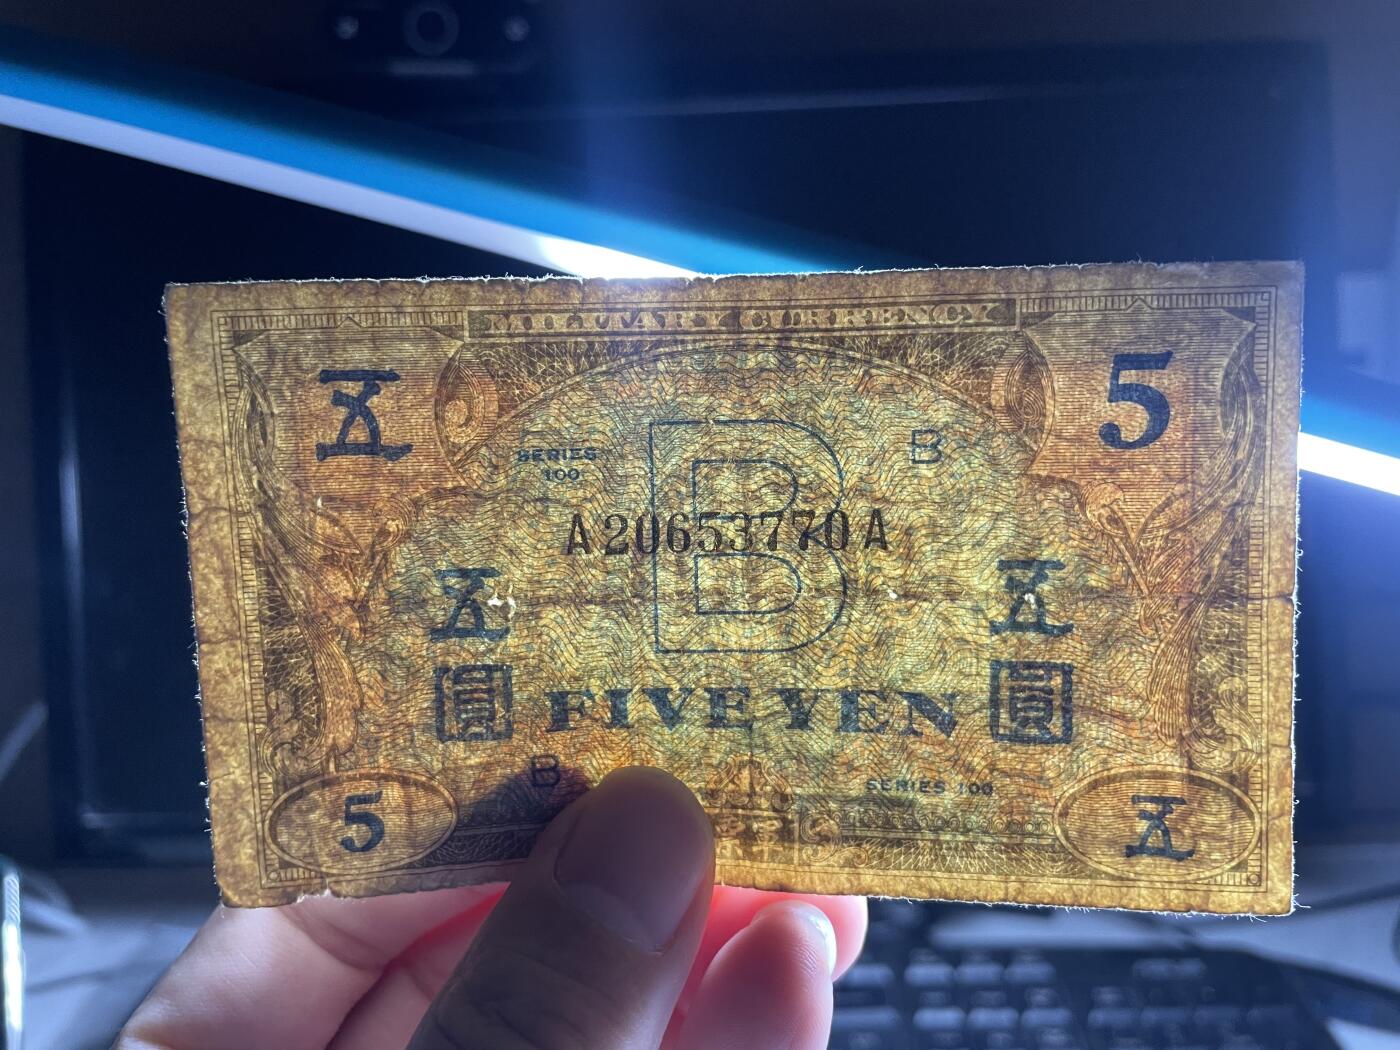 MILITARY CURRENCY
五 5
SERIES
100
B
B
A20653770A
五 五
圓 FIVE YEN 圓
B
SERIES 100
5 五